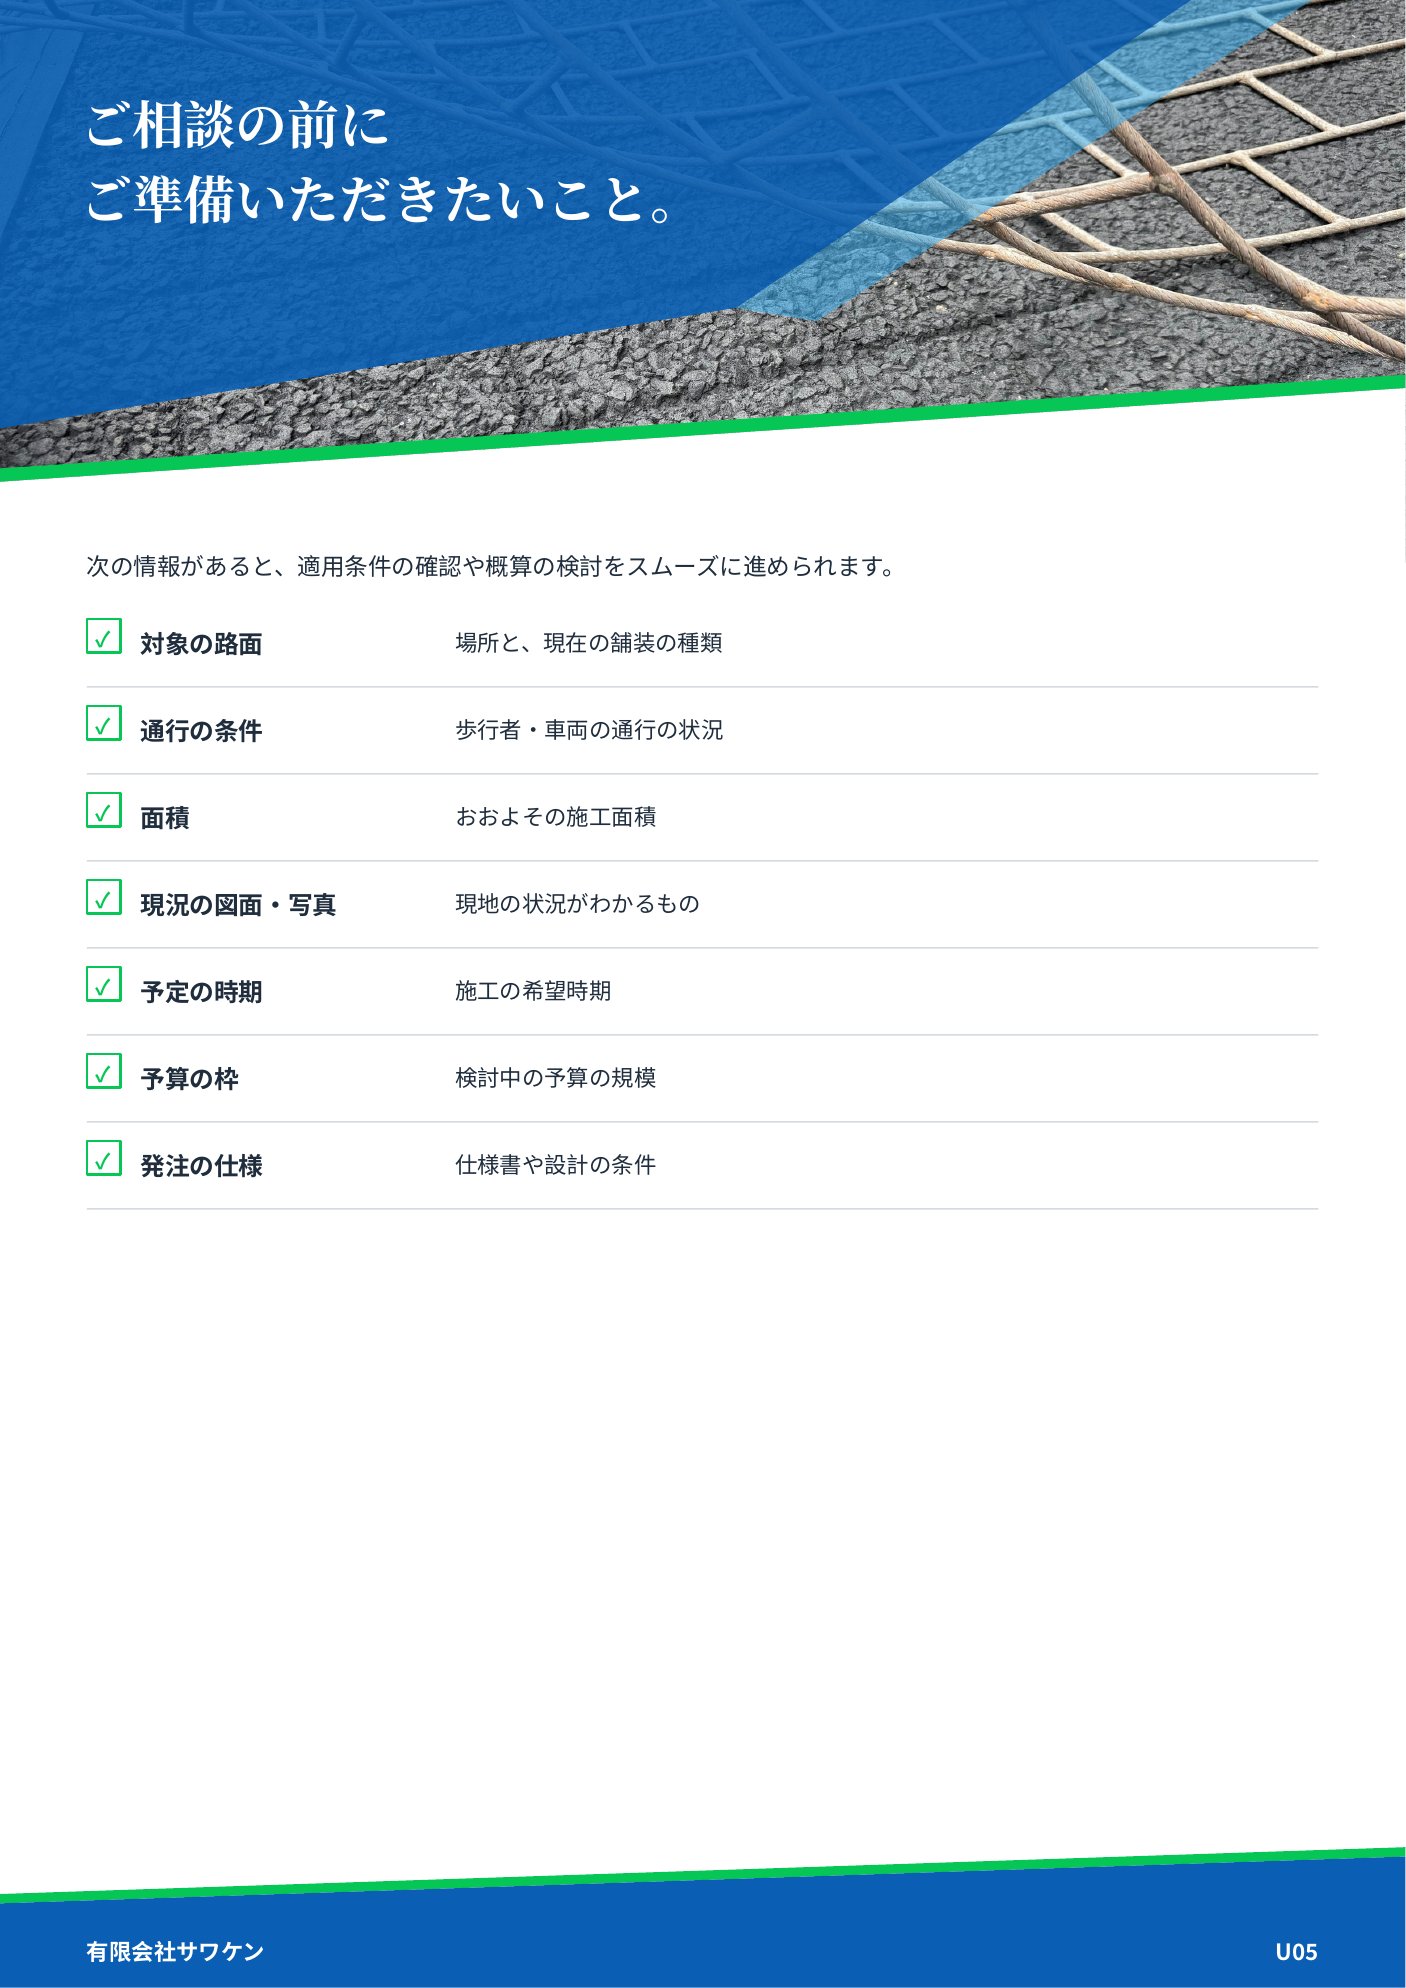 ご相談の前に
ご準備いただきたいこと。
次の情報があると、適用条件の確認や概算の検討をスムーズに進められます。
✓ 対象の路面 場所と、現在の舗装の種類
✓ 通行の条件 歩行者・車両の通行の状況
✓ 面積 おおよその施工面積
✓ 現況の図面・写真 現地の状況がわかるもの
✓ 予定の時期 施工の希望時期
✓ 予算の枠 検討中の予算の規模
✓ 発注の仕様 仕様書や設計の条件
有限会社サワケン U05